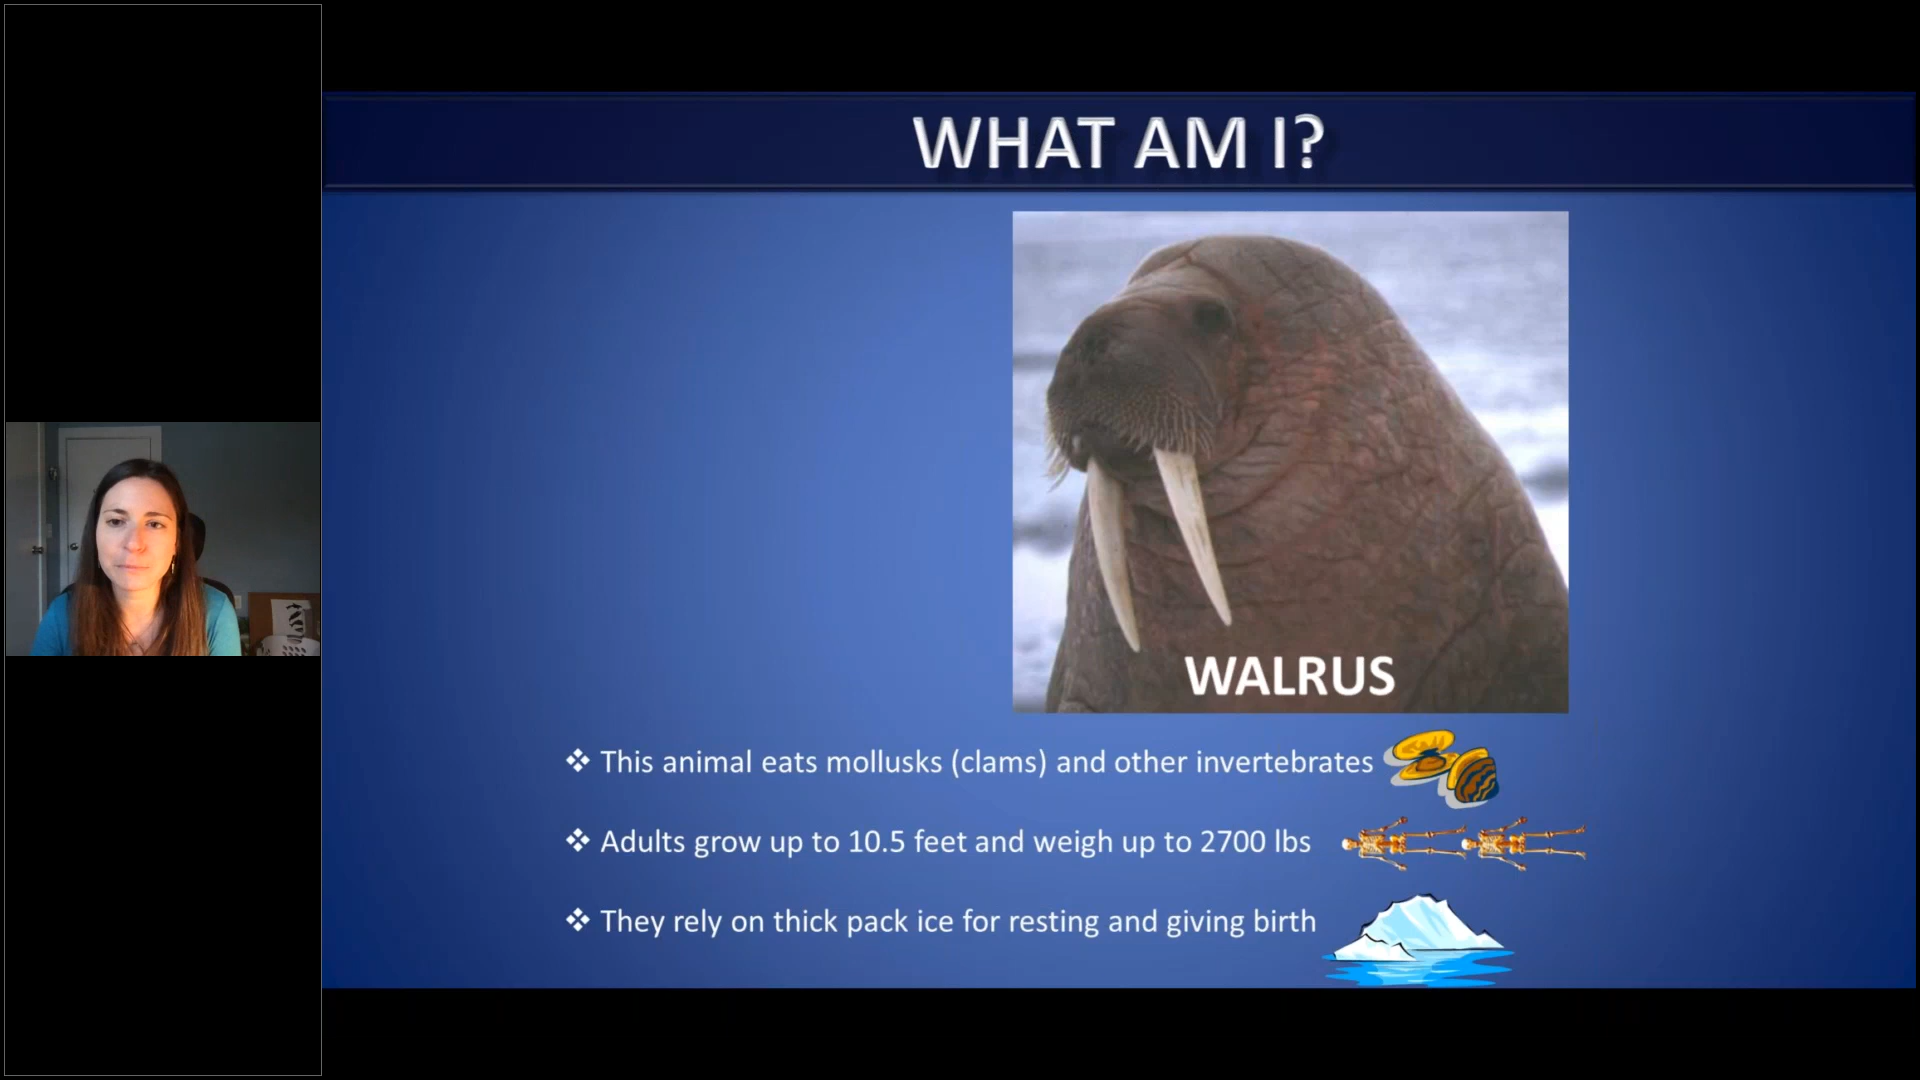 WHAT AM I?
WALRUS
❖ This animal eats mollusks (clams) and other invertebrates
❖ Adults grow up to 10.5 feet and weigh up to 2700 lbs
❖ They rely on thick pack ice for resting and giving birth